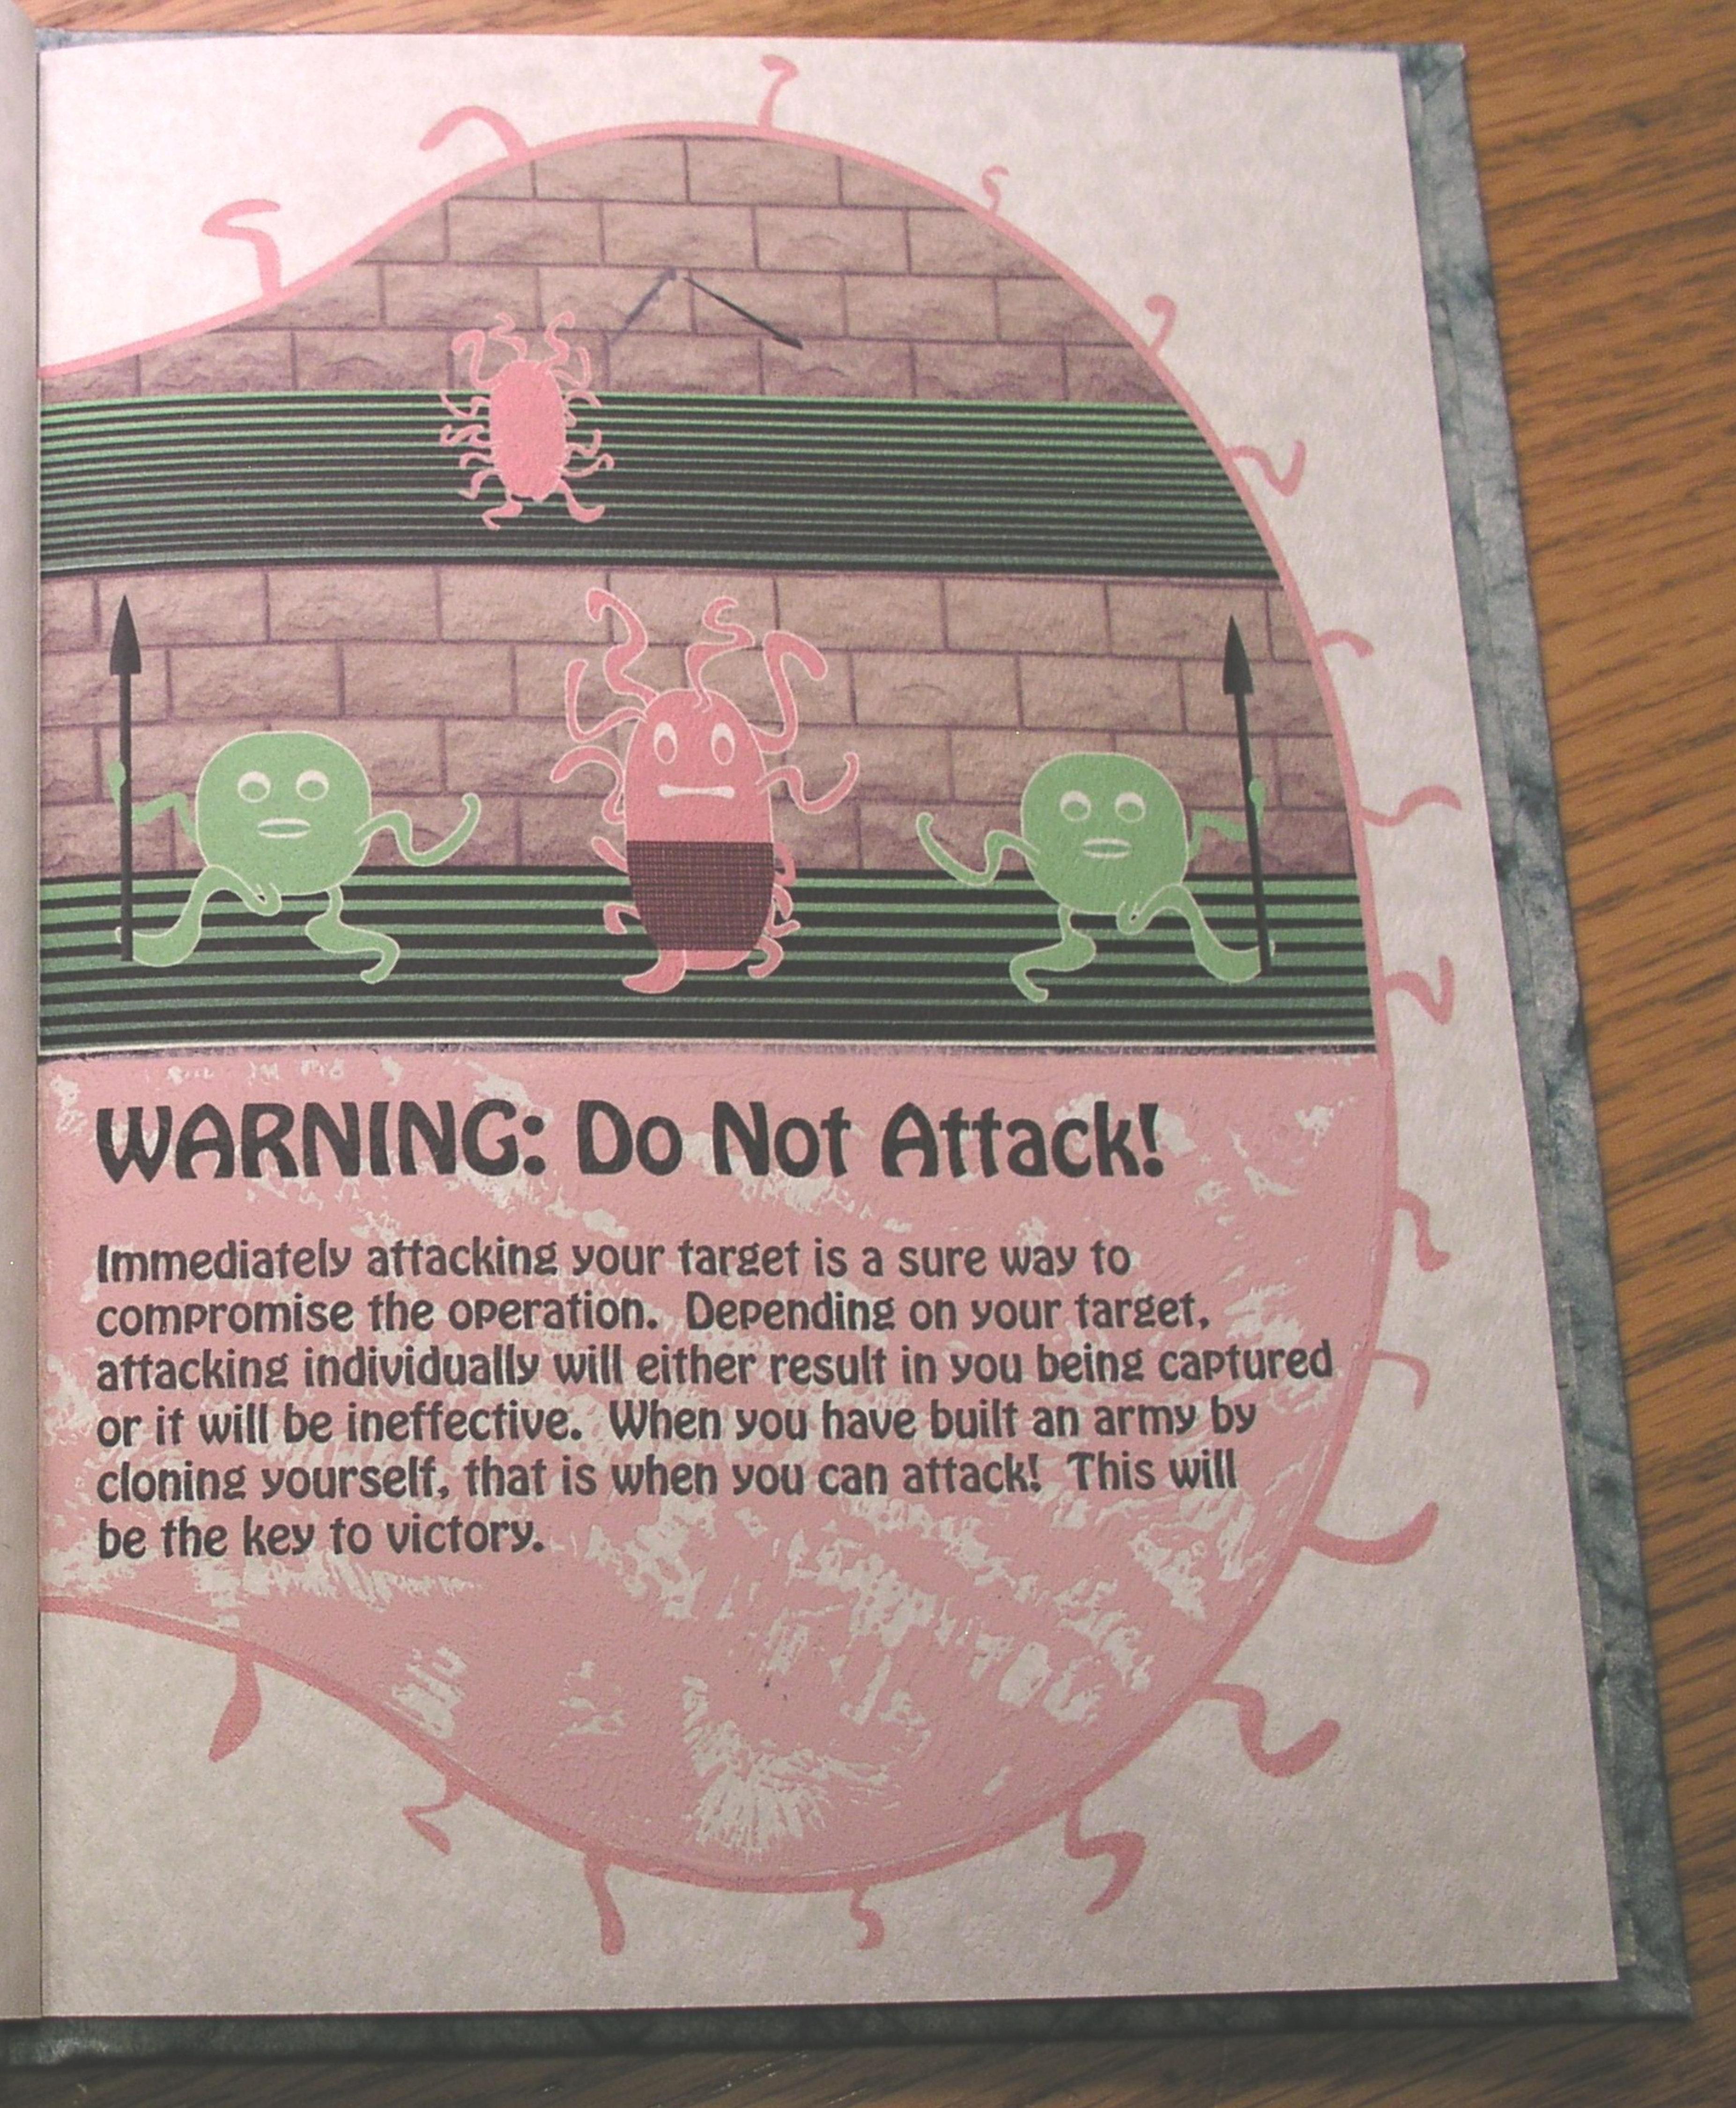 WARNING: Do Not Attack!
Immediately attacking your target is a sure way to
compromise the operation.  Depending on your target,
attacking individually will either result in you being captured
or it will be ineffective.  When you have built an army by
cloning yourself, that is when you can attack!  This will
be the key to victory.